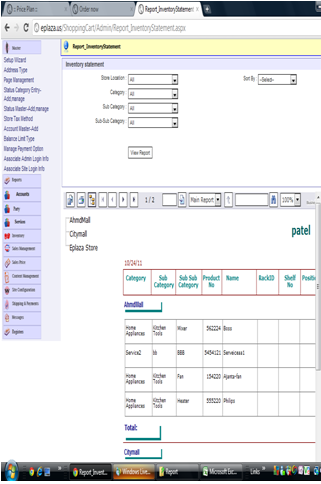 :: Price Plan ::
Order now
Report_InventoryStatement
eplaza.us/ShoppingCart/Admin/Report_InventoryStatement.aspx
Master
Report_InventoryStatement
Setup Wizard
Address Type
Page Management
Status Category Entry-
Add,manage
Status Master-Add,manage
Store Tax Method
Account Master-Add
Balance Limit Type
Manage Payment Option
Associate Admin Login Info
Associate Site Login Info
Reports
Accounts
Party
Services
Inventory
Sales Management
Sales Price
Content Management
Site Configurations
Shipping & Payments
Messages
Inventory statement
Store Location
All
Sort By
--Select--
Category
All
Sub Category
All
Sub-Sub Category
All
View Report
1 / 2
Main Report
100%
AhmdMall
Citymall
Eplaza Store
patel
10/24/11
Category
Sub Category
Sub Sub Category
Product No
Name
RackID
Shelf No
Positio
AhmdMall
Home Appliances
Kitchen Tools
Mixer
562224
Boss
Service2
bb
BBB
5454121
Servecess1
Home Appliances
Kitchen Tools
Fan
154220
Ajanta-fan
Home Appliances
Kitchen Tools
Heater
555220
Philips
Total:
Citymall
Report_Invent...
Windows Live...
Report
Microsoft Exc...
Links